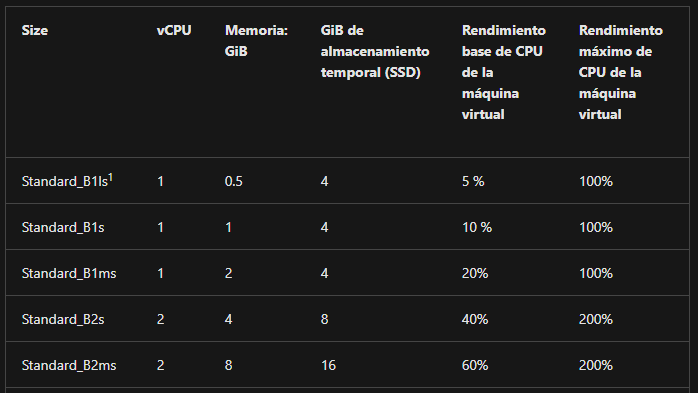 Size vCPU Memoria: GiB GiB de almacenamiento temporal (SSD) Rendimiento base de CPU de la máquina virtual Rendimiento máximo de CPU de la máquina virtual
Standard_B1ls¹ 1 0.5 4 5 % 100%
Standard_B1s 1 1 4 10 % 100%
Standard_B1ms 1 2 4 20% 100%
Standard_B2s 2 4 8 40% 200%
Standard_B2ms 2 8 16 60% 200%